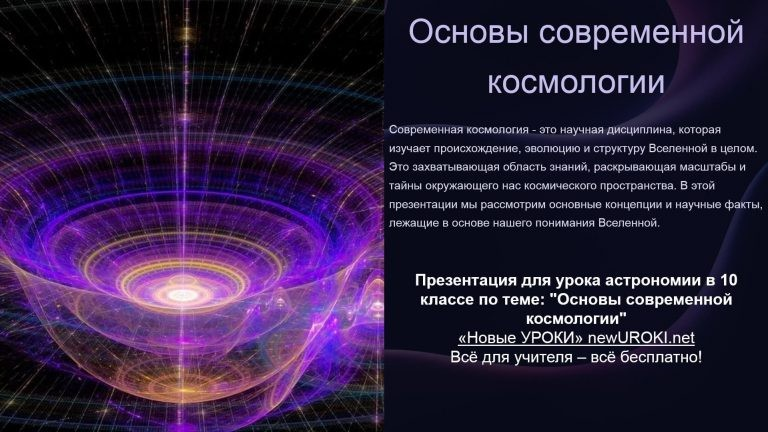 Основы современной
космологии
Современная космология - это научная дисциплина, которая
изучает происхождение, эволюцию и структуру Вселенной в целом.
Это захватывающая область знаний, раскрывающая масштабы и
тайны окружающего нас космического пространства. В этой
презентации мы рассмотрим основные концепции и научные факты,
лежащие в основе нашего понимания Вселенной.
Презентация для урока астрономии в 10
классе по теме: "Основы современной
космологии"
«Новые УРОКИ» newUROKI.net
Всё для учителя – всё бесплатно!